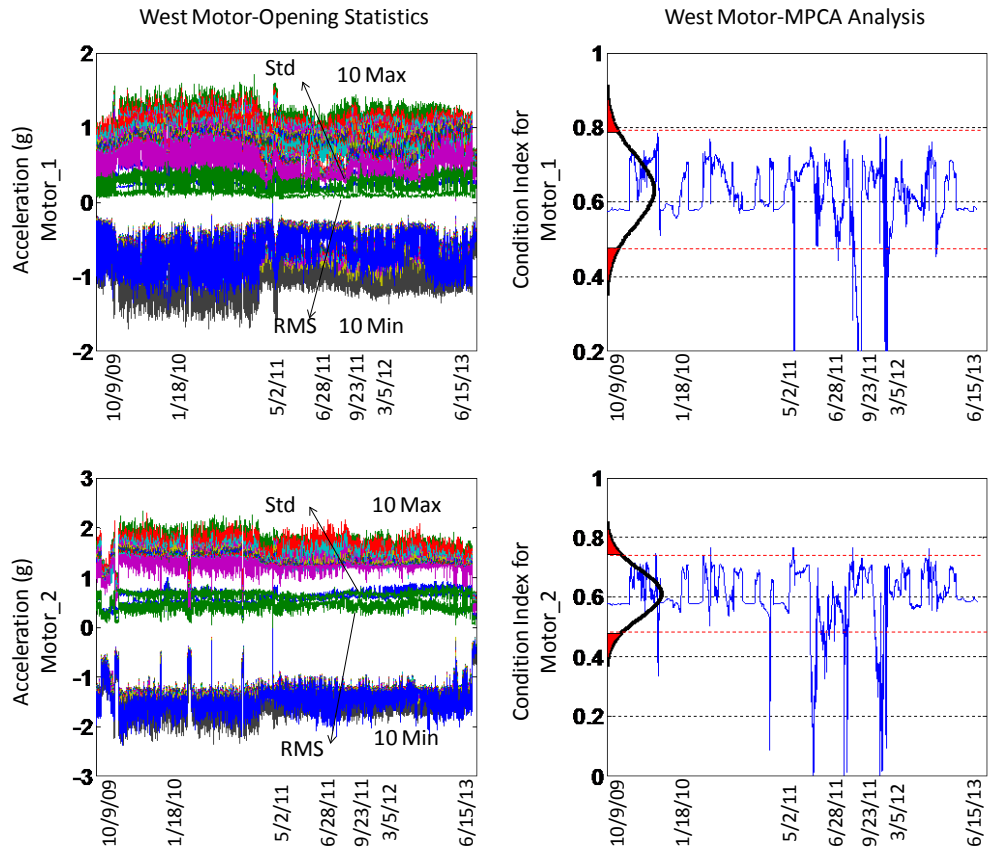 West Motor-Opening Statistics
West Motor-MPCA Analysis
Acceleration (g)
Motor_1
2
1
0
-1
-2
Std
10 Max
RMS
10 Min
10/9/09
1/18/10
5/2/11
6/28/11
9/23/11
3/5/12
6/15/13
Condition Index for
Motor_1
1
0.8
0.6
0.4
0.2
10/9/09
1/18/10
5/2/11
6/28/11
9/23/11
3/5/12
6/15/13
Acceleration (g)
Motor_2
3
2
1
0
-1
-2
-3
Std
10 Max
RMS
10 Min
10/9/09
1/18/10
5/2/11
6/28/11
9/23/11
3/5/12
6/15/13
Condition Index for
Motor_2
1
0.8
0.6
0.4
0.2
0
10/9/09
1/18/10
5/2/11
6/28/11
9/23/11
3/5/12
6/15/13